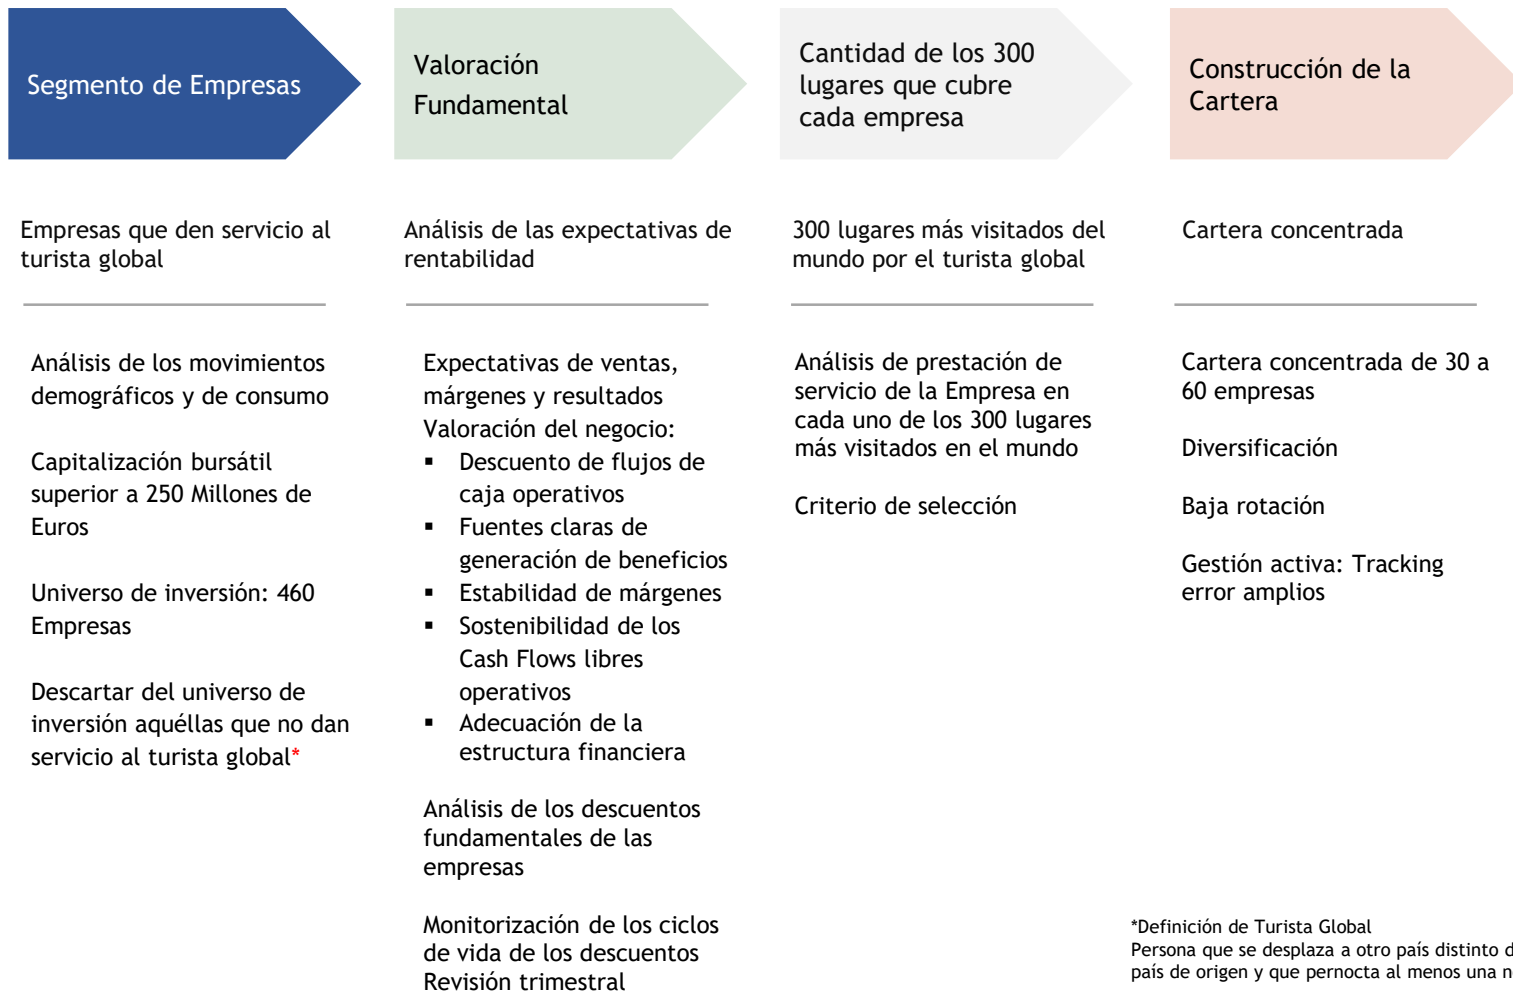 Segmento de Empresas
Valoración
Fundamental
Cantidad de los 300
lugares que cubre
cada empresa
Construcción de la
Cartera
Empresas que den servicio al
turista global
Análisis de los movimientos
demográficos y de consumo
Capitalización bursátil
superior a 250 Millones de
Euros
Universo de inversión: 460
Empresas
Descartar del universo de
inversión aquéllas que no dan
servicio al turista global*
Análisis de las expectativas de
rentabilidad
Expectativas de ventas,
márgenes y resultados
Valoración del negocio:
▪ Descuento de flujos de
caja operativos
▪ Fuentes claras de
generación de beneficios
▪ Estabilidad de márgenes
▪ Sostenibilidad de los
Cash Flows libres
operativos
▪ Adecuación de la
estructura financiera
Análisis de los descuentos
fundamentales de las
empresas
Monitorización de los ciclos
de vida de los descuentos
Revisión trimestral
300 lugares más visitados del
mundo por el turista global
Análisis de prestación de
servicio de la Empresa en
cada uno de los 300 lugares
más visitados en el mundo
Criterio de selección
Cartera concentrada
Cartera concentrada de 30 a
60 empresas
Diversificación
Baja rotación
Gestión activa: Tracking
error amplios
*Definición de Turista Global
Persona que se desplaza a otro país distinto
país de origen y que pernocta al menos una